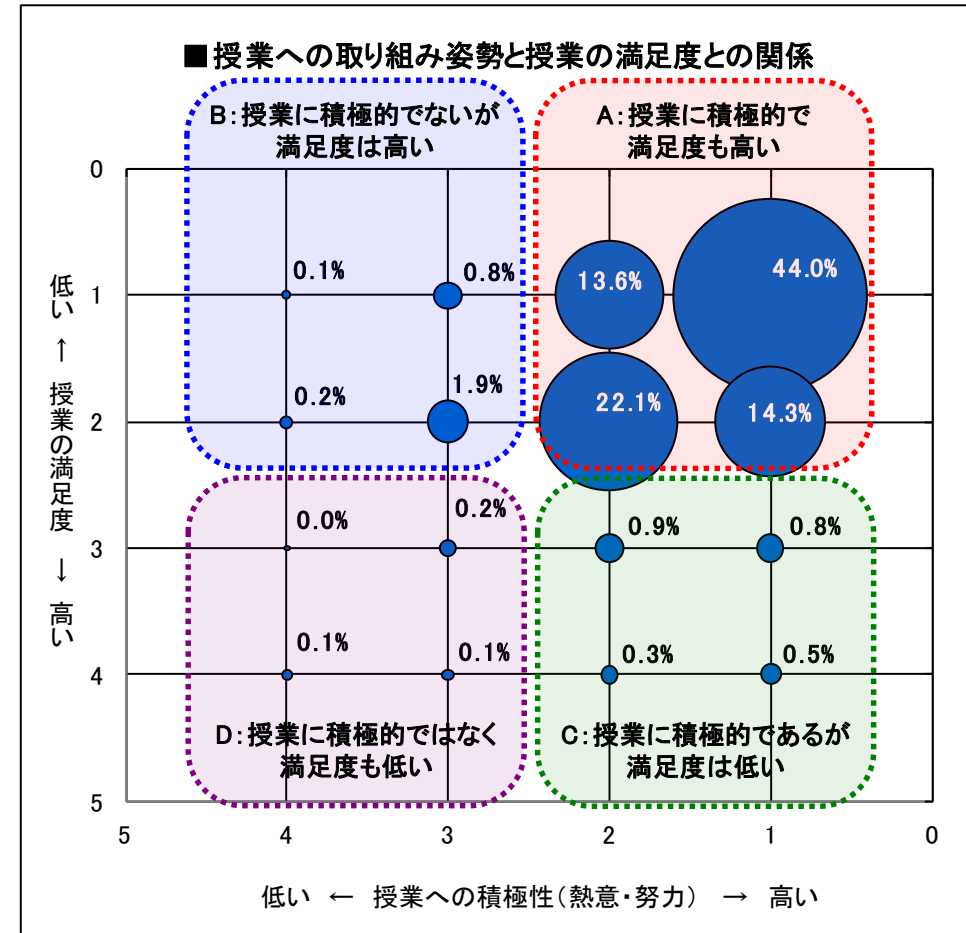 ■授業への取り組み姿勢と授業の満足度との関係
B:授業に積極的でないが
満足度は高い
A:授業に積極的で
満足度も高い
0
1
2
3
4
5
低い ← 授業の満足度 → 高い
0.1%
0.8%
13.6%
44.0%
0.2%
1.9%
22.1%
14.3%
0.0%
0.2%
0.9%
0.8%
0.1%
0.1%
0.3%
0.5%
D:授業に積極的ではなく
満足度も低い
C:授業に積極的であるが
満足度は低い
5
4
3
2
1
0
低い ← 授業への積極性(熱意・努力) → 高い